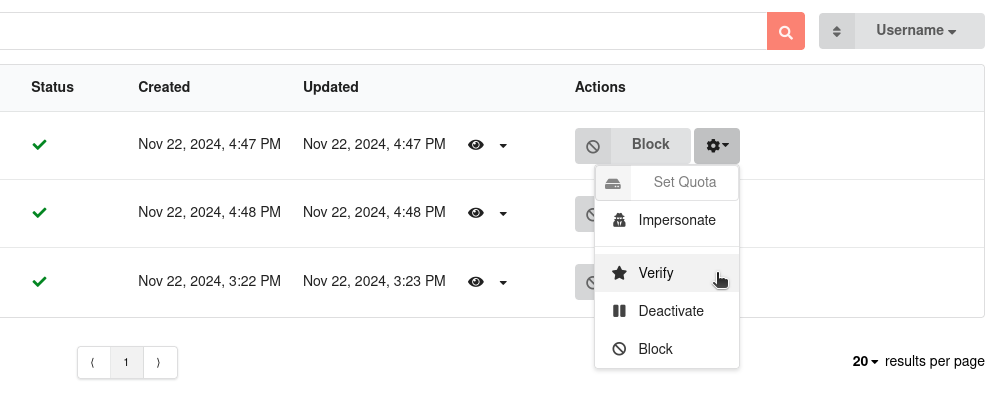 Username
Status Created Updated Actions
Nov 22, 2024, 4:47 PM Nov 22, 2024, 4:47 PM Block
Set Quota
Impersonate
Nov 22, 2024, 4:48 PM Nov 22, 2024, 4:48 PM
Verify
Nov 22, 2024, 3:22 PM Nov 22, 2024, 3:23 PM
Deactivate
Block
⟨ 1 ⟩ 20 results per page